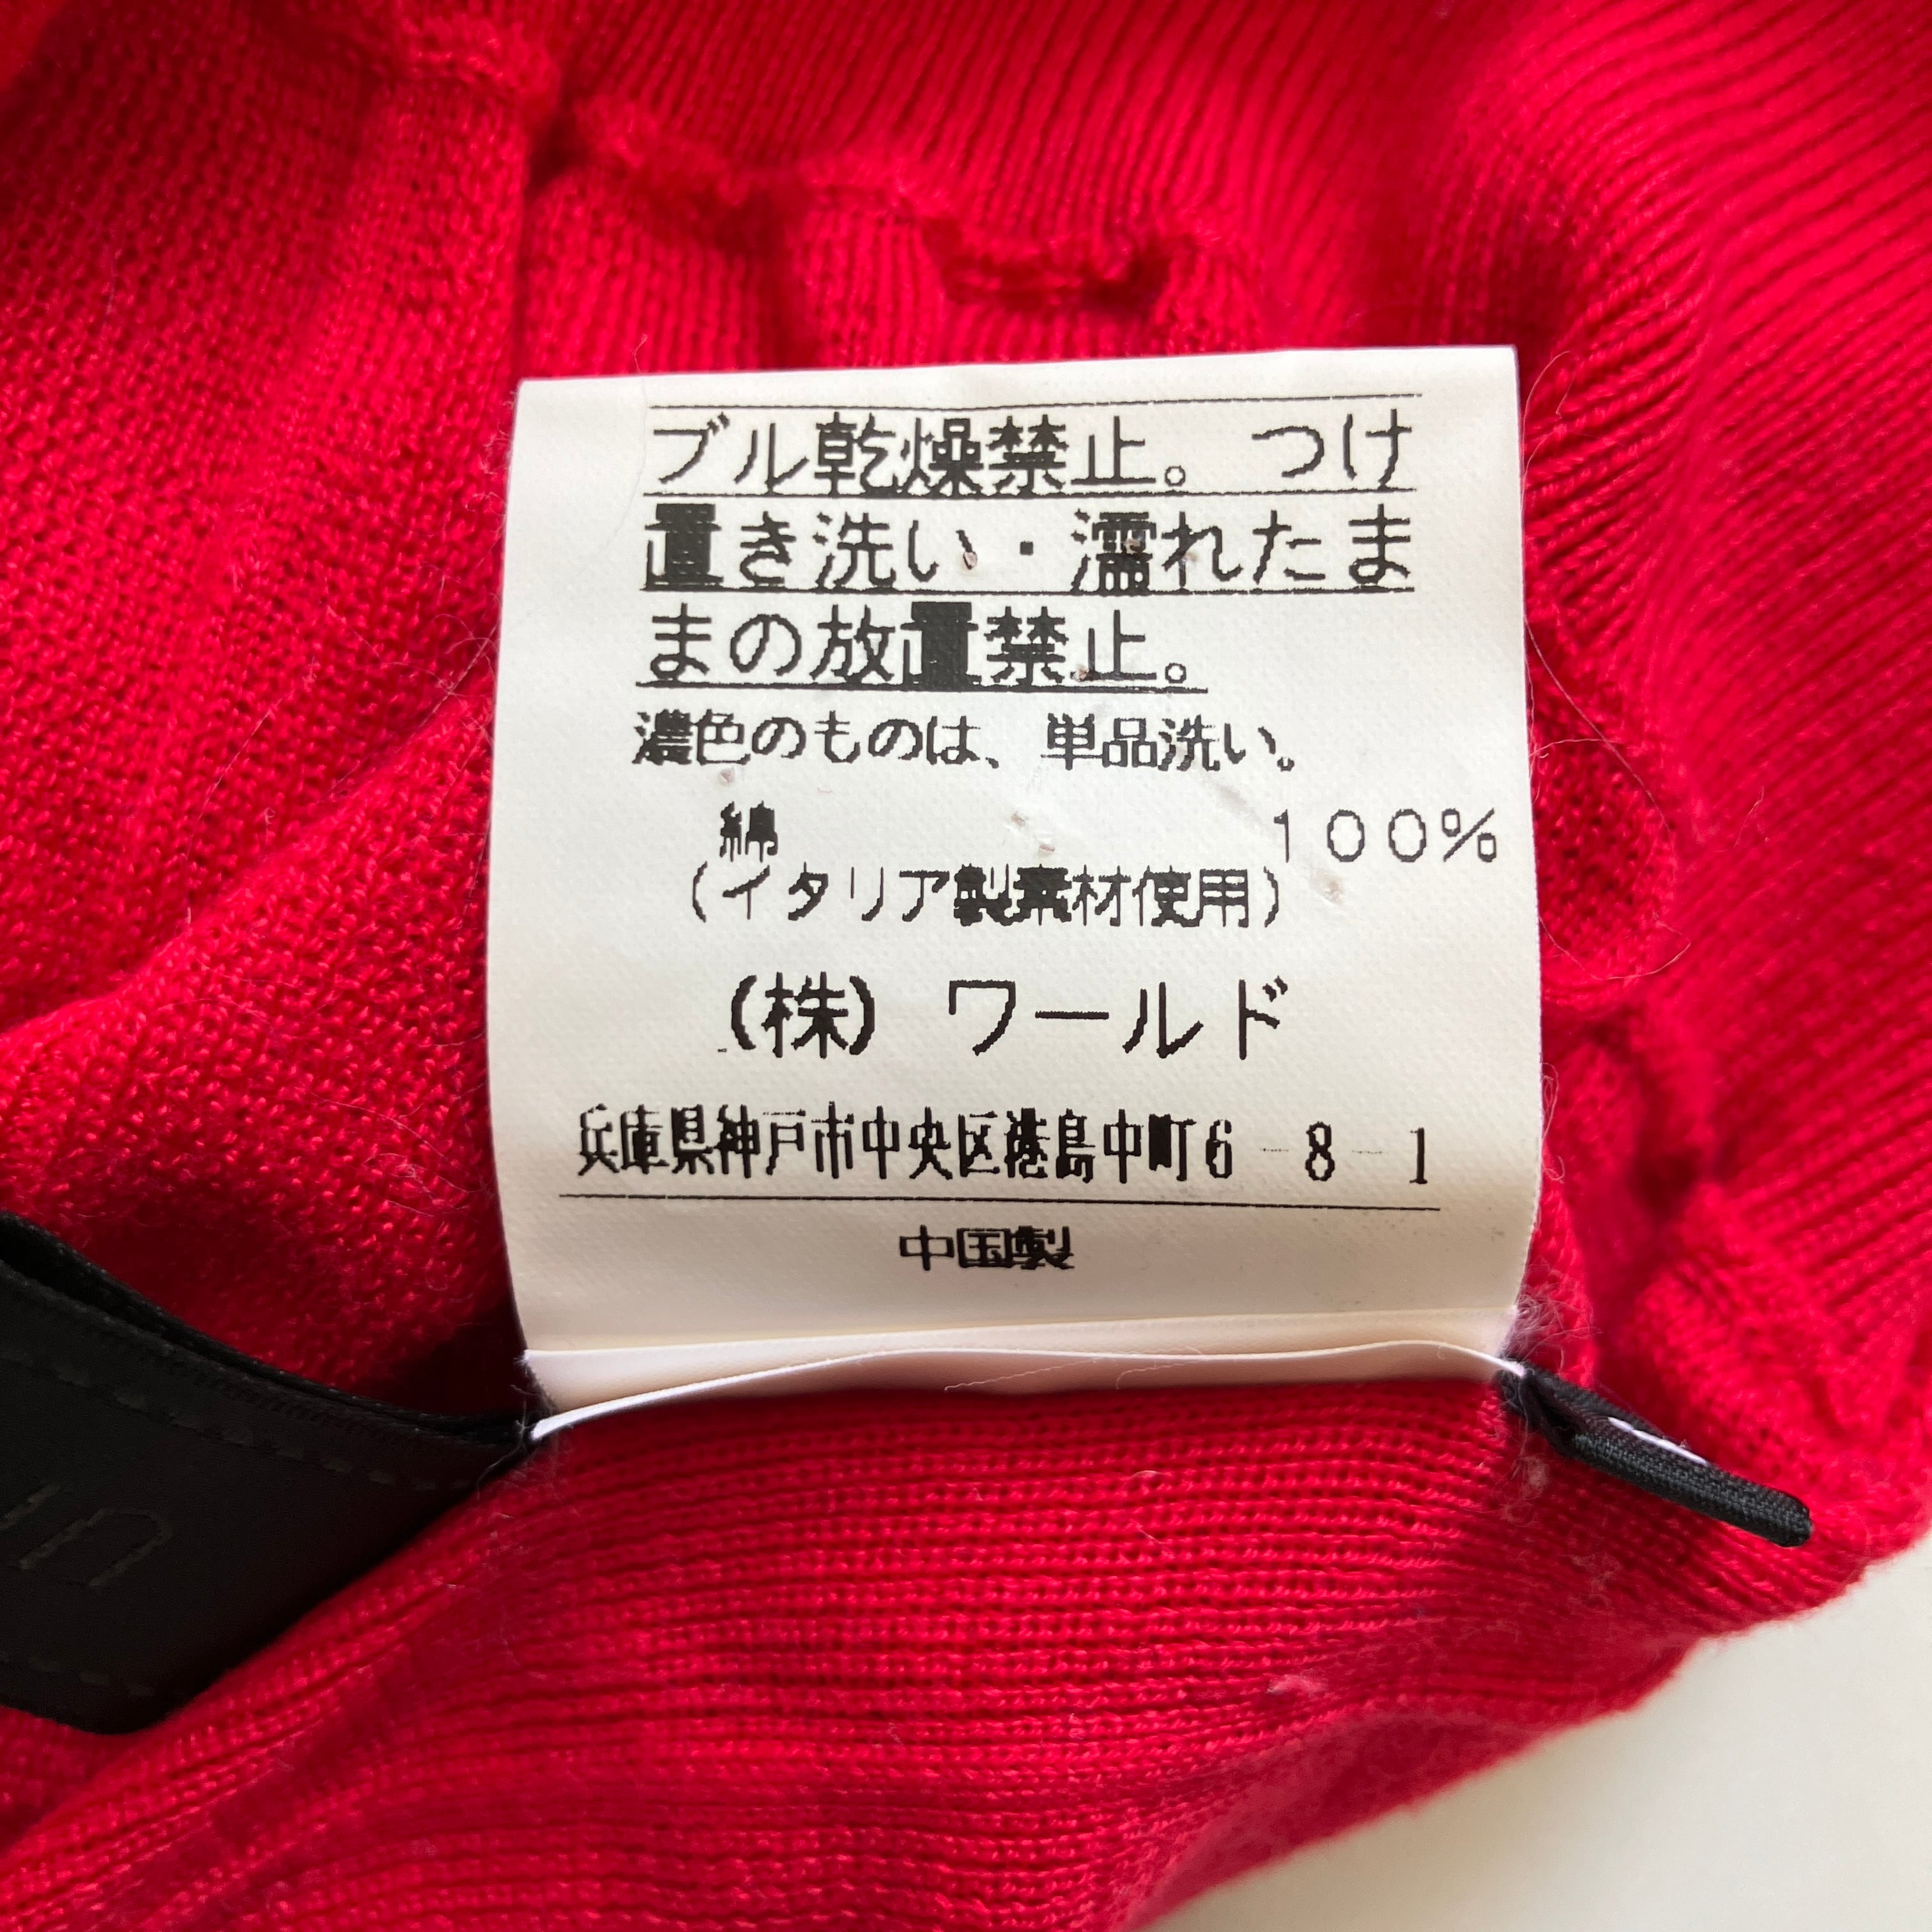 ブル乾燥禁止。 つけ
置き洗い・濡れたま
まの放置禁止。
濃色のものは、単品洗い。
綿 100%
(イタリア製素材使用)
(株) ワールド
兵庫県神戸市中央区港島中町6-8-1
中国製